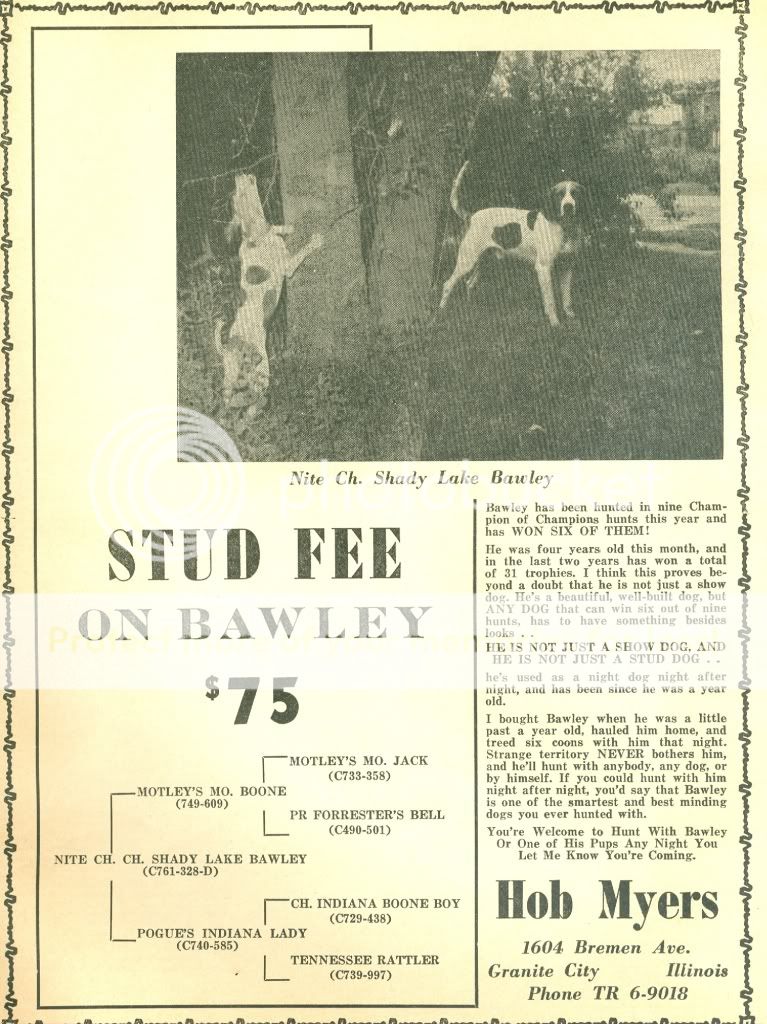 Nite Ch. Shady Lake Bawley
photobucket
Protect more of your memories for less!
STUD FEE
ON BAWLEY
$75
MOTLEY'S MO. JACK
(C733-358)
MOTLEY'S MO. BOONE
(749-609)
PR FORRESTER'S BELL
(C490-501)
NITE CH. CH. SHADY LAKE BAWLEY
(C761-328-D)
CH. INDIANA BOONE BOY
(C729-438)
POGUE'S INDIANA LADY
(C740-585)
TENNESSEE RATTLER
(C739-997)
Bawley has been hunted in nine Cham-
pion of Champions hunts this year and
has WON SIX OF THEM!
He was four years old this month, and
in the last two years has won a total
of 31 trophies. I think this proves be-
yond a doubt that he is not just a show
dog. He's a beautiful, well-built dog, but
ANY DOG that can win six out of nine
hunts, has to have something besides
looks . .
HE IS NOT JUST A SHOW DOG, AND
HE IS NOT JUST A STUD DOG . .
he's used as a night dog night after
night, and has been since he was a year
old.
I bought Bawley when he was a little
past a year old, hauled him home, and
treed six coons with him that night.
Strange territory NEVER bothers him,
and he'll hunt with anybody, any dog, or
by himself. If you could hunt with him
night after night, you'd say that Bawley
is one of the smartest and best minding
dogs you ever hunted with.
You're Welcome to Hunt With Bawley
Or One of His Pups Any Night You
Let Me Know You're Coming.
Hob Myers
1604 Bremen Ave.
Granite City Illinois
Phone TR 6-9018